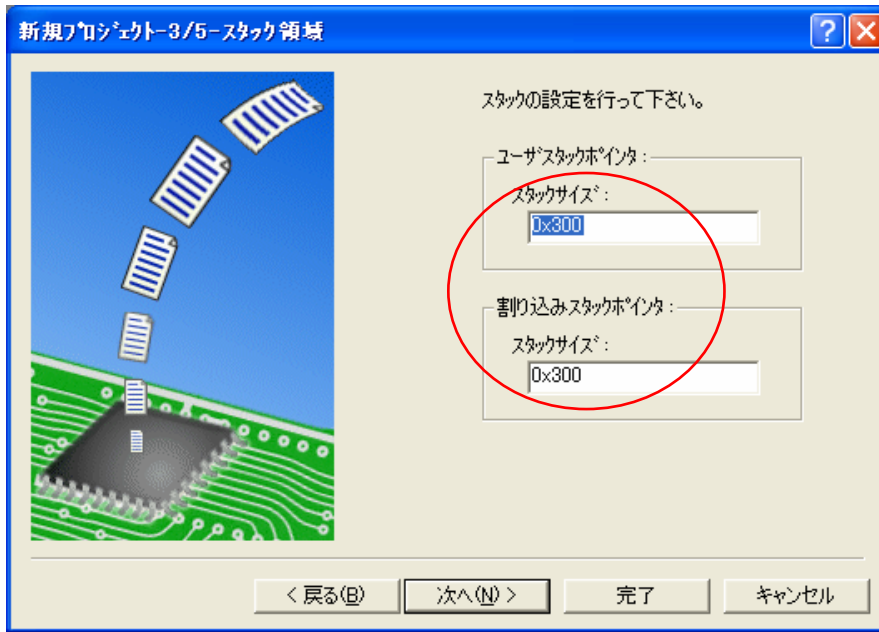 新規ﾌﾟﾛｼﾞｪｸﾄ-3/5-ｽﾀｯｸ領域
ｽﾀｯｸの設定を行って下さい。
ﾕｰｻﾞｽﾀｯｸﾎﾟｲﾝﾀ :
ｽﾀｯｸｻｲｽﾞ :
0x300
割り込みｽﾀｯｸﾎﾟｲﾝﾀ :
ｽﾀｯｸｻｲｽﾞ :
0x300
< 戻る(B)
次へ(N) >
完了
キャンセル